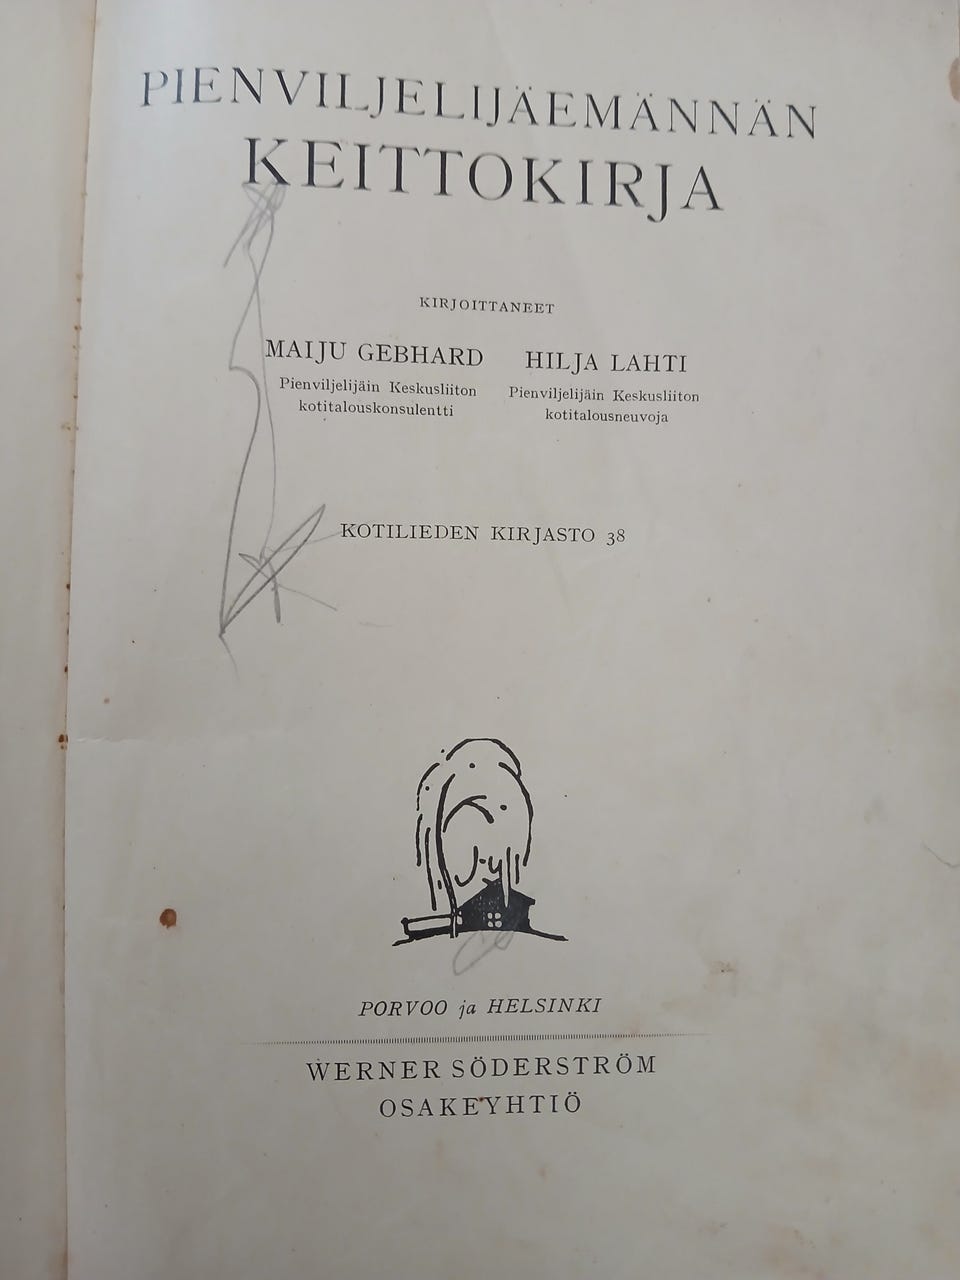 PIENVILJELIJÄEMÄNNÄN
KEITTOKIRJA
KIRJOITTANEET
MAIJU GEBHARD
Pienviljelijäin Keskusliiton
kotitalouskonsulentti
HILJA LAHTI
Pienviljelijäin Keskusliiton
kotitalousneuvoja
KOTILIEDEN KIRJASTO 38
PORVOO ja HELSINKI
WERNER SÖDERSTRÖM
OSAKEYHTIÖ